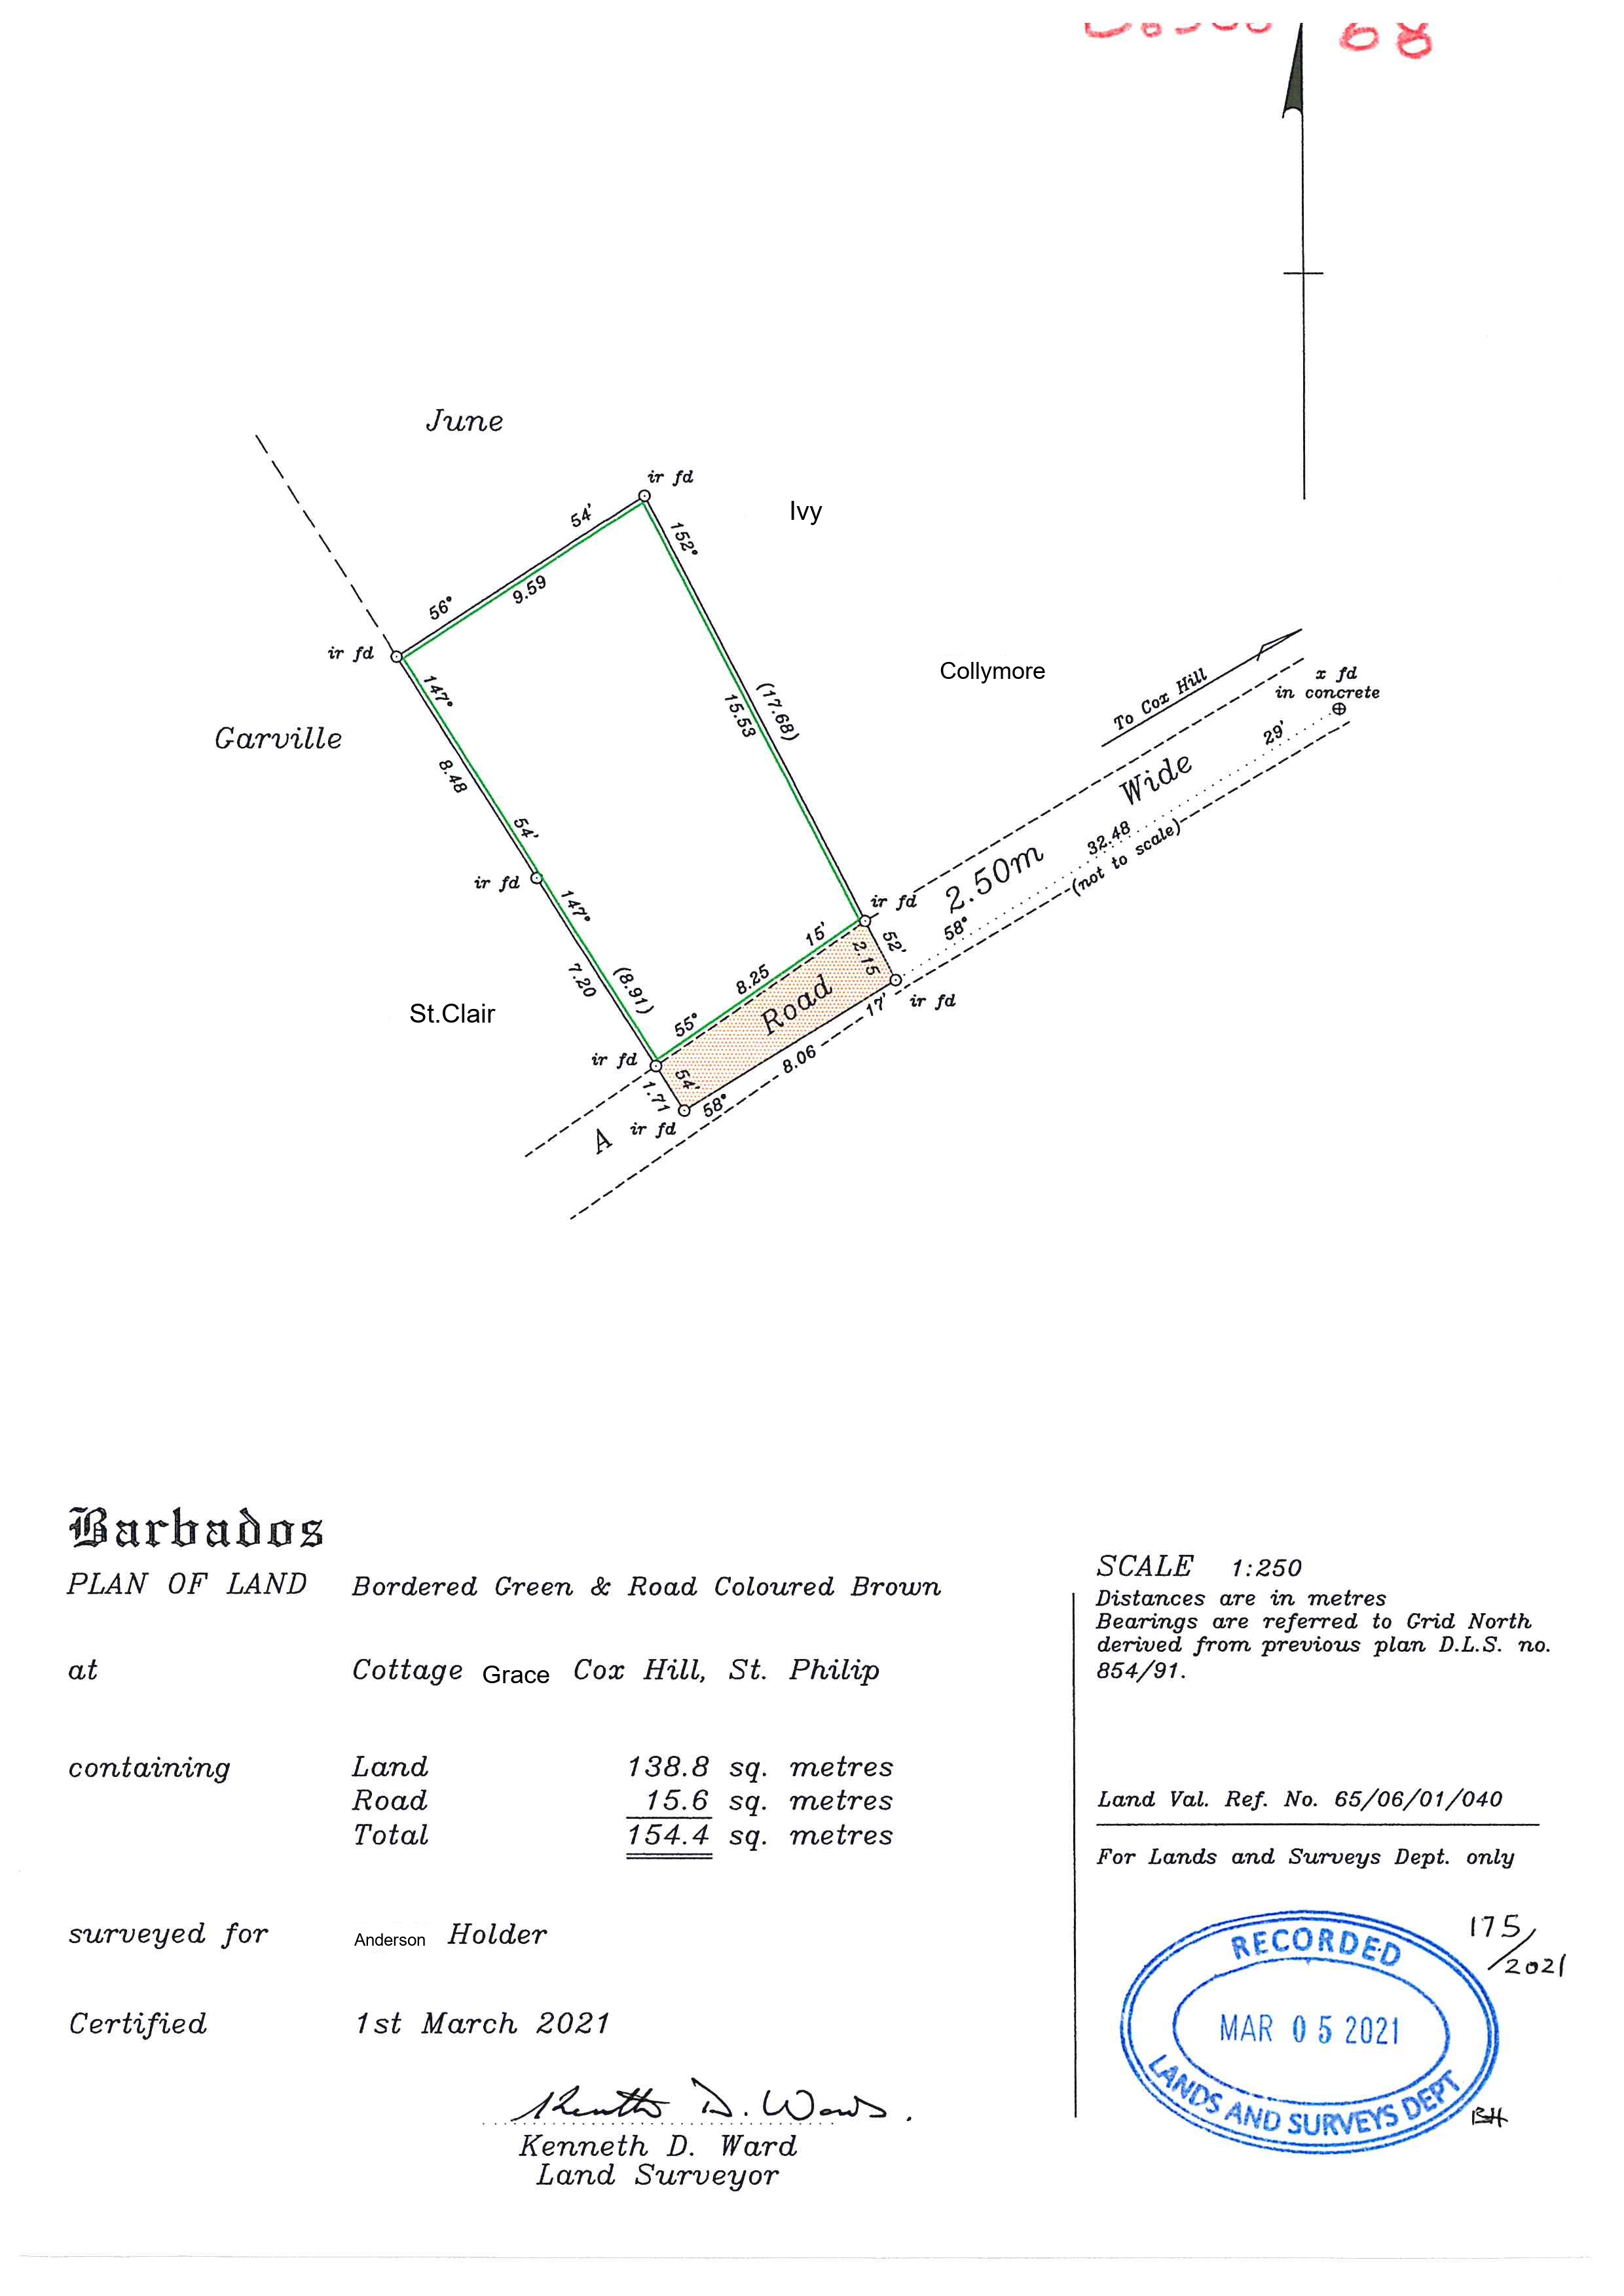 68
June
ir fd
Ivy
54'
152°
9.59
56°
ir fd
Collymore
To Cox Hill
x fd
in concrete
147°
(17.68)
15.53
29'
Garville
8.48
Wide
54'
32.48
(not to scale)
2.50m
ir fd
147°
ir fd
58°
15'
52'
2.15
8.25
7.20
(8.91)
Road
17'
ir fd
St.Clair
55°
ir fd
8.06
54'
1.71
58°
A
ir fd
Barbados
PLAN OF LAND Bordered Green & Road Coloured Brown
at Cottage Grace Cox Hill, St. Philip
containing Land 138.8 sq. metres
Road 15.6 sq. metres
Total 154.4 sq. metres
surveyed for Anderson Holder
Certified 1st March 2021
Kenneth D. Ward.
Kenneth D. Ward
Land Surveyor
SCALE 1:250
Distances are in metres
Bearings are referred to Grid North
derived from previous plan D.L.S. no.
854/91.
Land Val. Ref. No. 65/06/01/040
For Lands and Surveys Dept. only
175/2021
RECORDED
MAR 05 2021
LANDS AND SURVEYS DEPT
BH